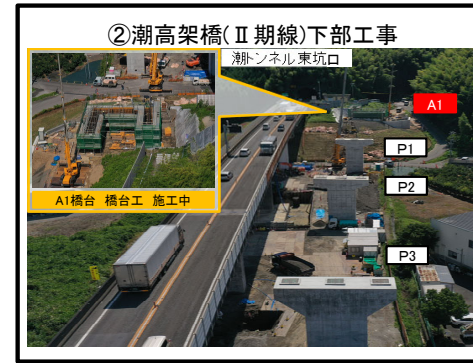 ②潮高架橋(Ⅱ期線)下部工事
潮トンネル東坑口
A1
P1
P2
P3
A1橋台 橋台工 施工中